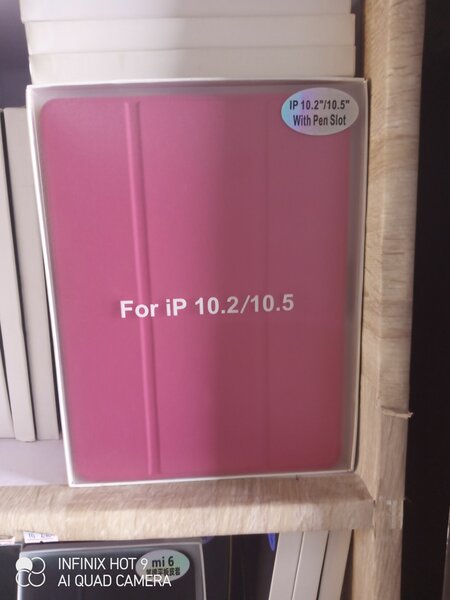 IP 10.2"/10.5"
With Pen Slot
For iP 10.2/10.5
mi 6
INFINIX HOT 9
AI QUAD CAMERA